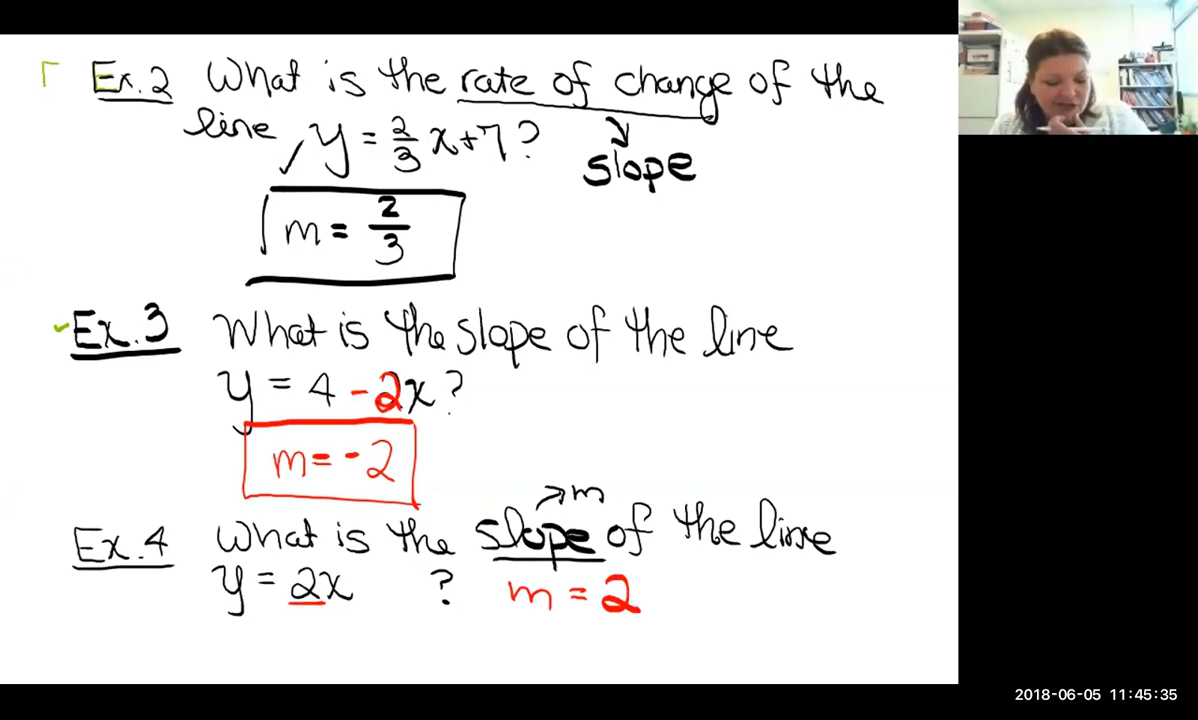 Ex.2 What is the rate of change of the
line, y = 2/3 x + 7?
slope
m = 2/3
Ex.3 What is the slope of the line
y = 4 - 2x?
m = -2
m
Ex.4 What is the slope of the line
y = 2x ? m = 2
2018-06-05 11:45:35